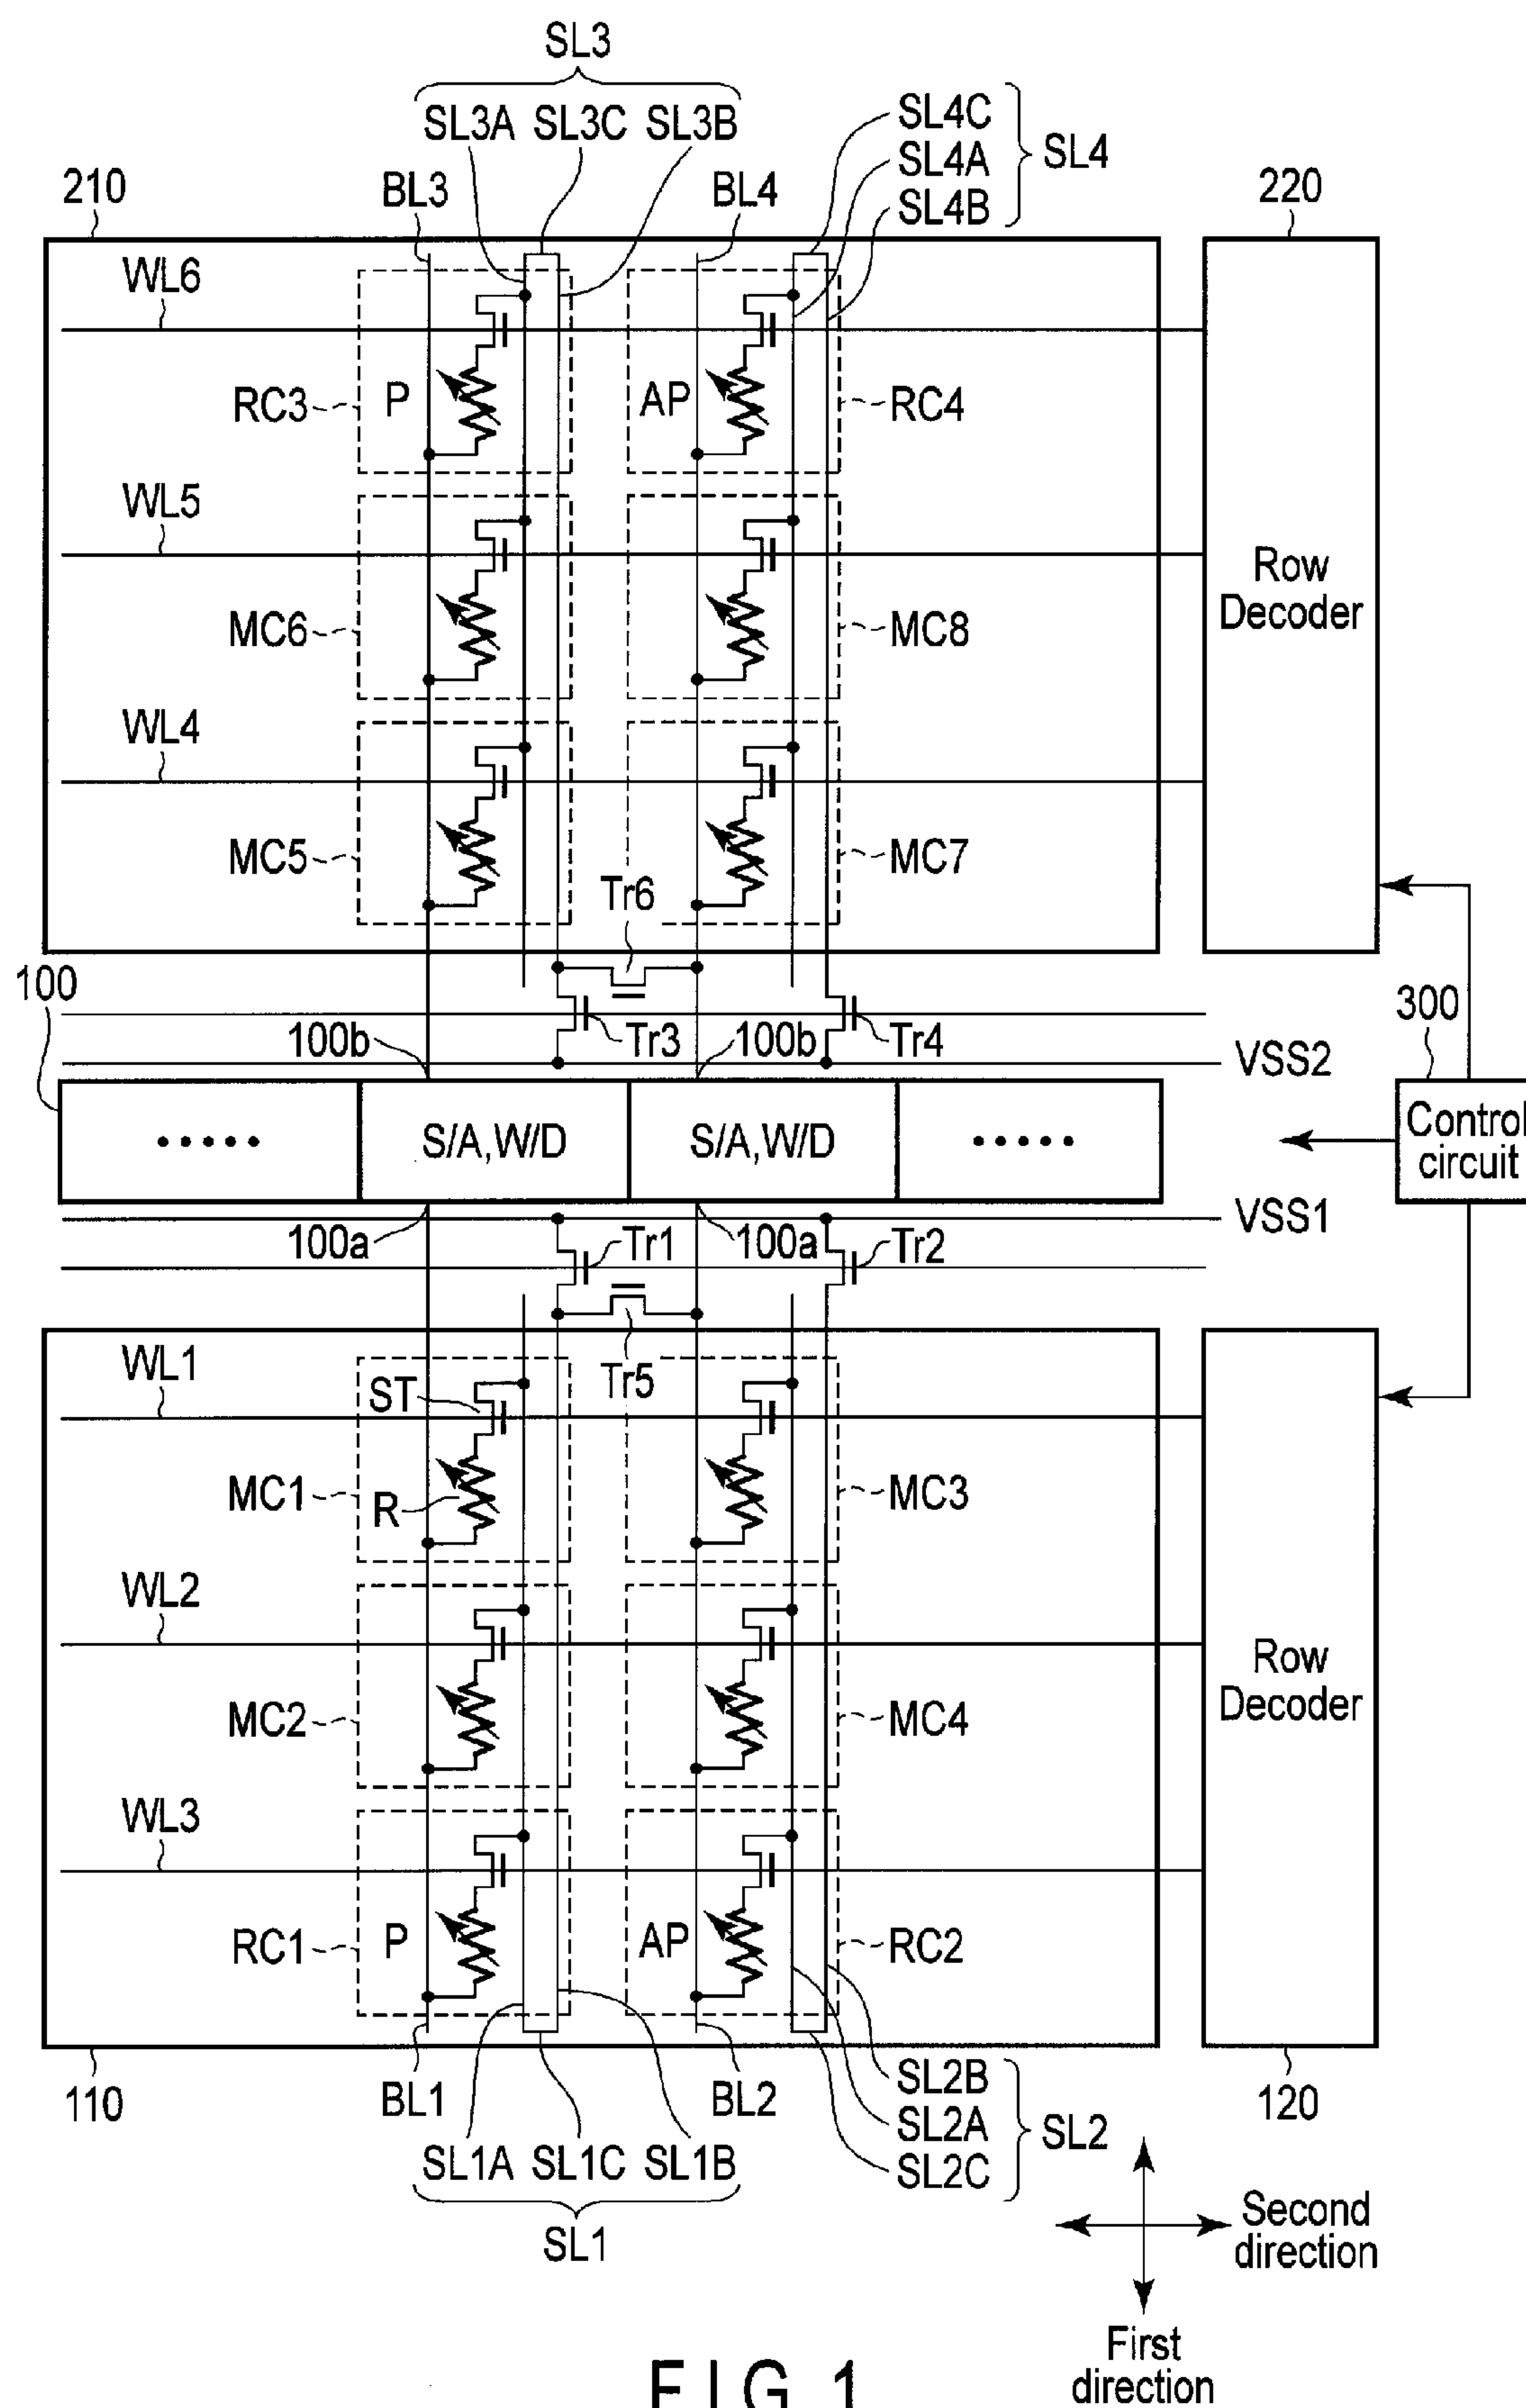 SL3
SL3A SL3C SL3B
SL4C
SL4A
SL4B
SL4
210
BL3
BL4
220
WL6
RC3
P
AP
RC4
WL5
MC6
MC8
Row
Decoder
WL4
MC5
MC7
Tr6
100
100b
Tr3
100b
Tr4
VSS2
300
.....
S/A,W/D
S/A,W/D
.....
Control
circuit
VSS1
100a
Tr1
100a
Tr2
WL1
ST
Tr5
MC1
R
MC3
WL2
MC2
MC4
Row
Decoder
WL3
RC1
P
AP
RC2
110
BL1
BL2
SL2B
SL2A
SL2C
SL2
120
SL1A SL1C SL1B
SL1
Second
direction
First
direction
FIG. 1